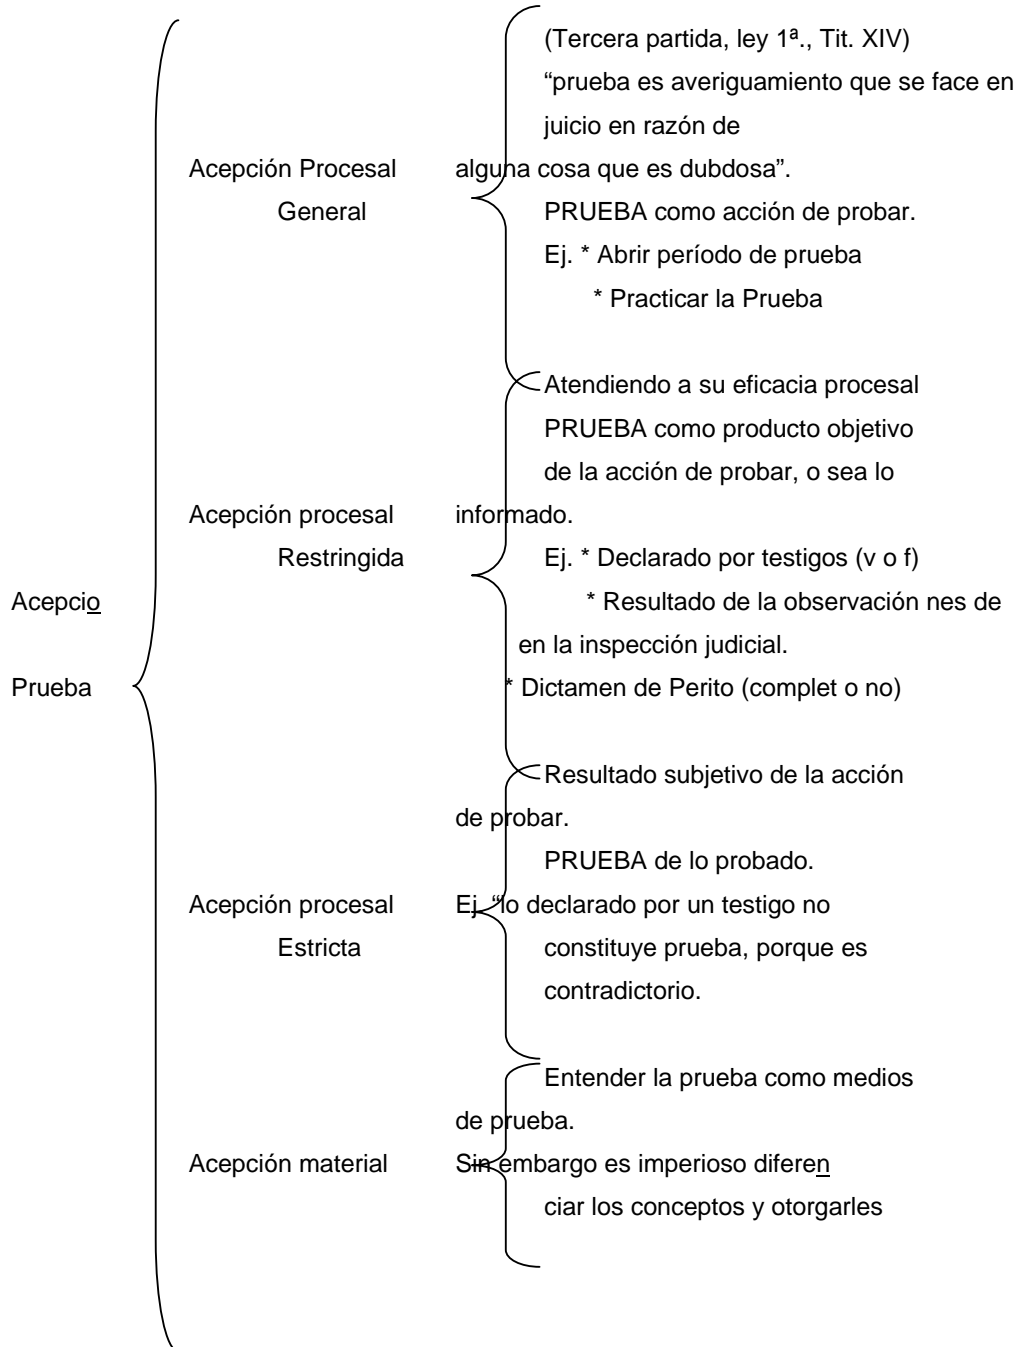 (Tercera partida, ley 1ª., Tit. XIV)
“prueba es averiguamiento que se face en
juicio en razón de
Acepción Procesal alguna cosa que es dubdosa”.
General PRUEBA como acción de probar.
Ej. * Abrir período de prueba
* Practicar la Prueba
Atendiendo a su eficacia procesal
PRUEBA como producto objetivo
de la acción de probar, o sea lo
Acepción procesal informado.
Restringida Ej. * Declarado por testigos (v o f)
Acepcio * Resultado de la observación nes de
en la inspección judicial.
Prueba * Dictamen de Perito (complet o no)
Resultado subjetivo de la acción
de probar.
PRUEBA de lo probado.
Acepción procesal Ej. “lo declarado por un testigo no
Estricta constituye prueba, porque es
contradictorio.
Entender la prueba como medios
de prueba.
Acepción material Sin embargo es imperioso diferen
ciar los conceptos y otorgarles